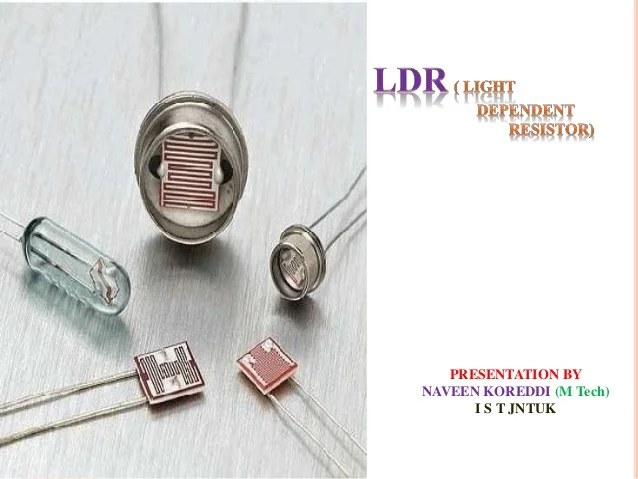 LDR ( LIGHT
DEPENDENT
RESISTOR)
PRESENTATION BY
NAVEEN KOREDDI (M Tech)
I S T JNTUK